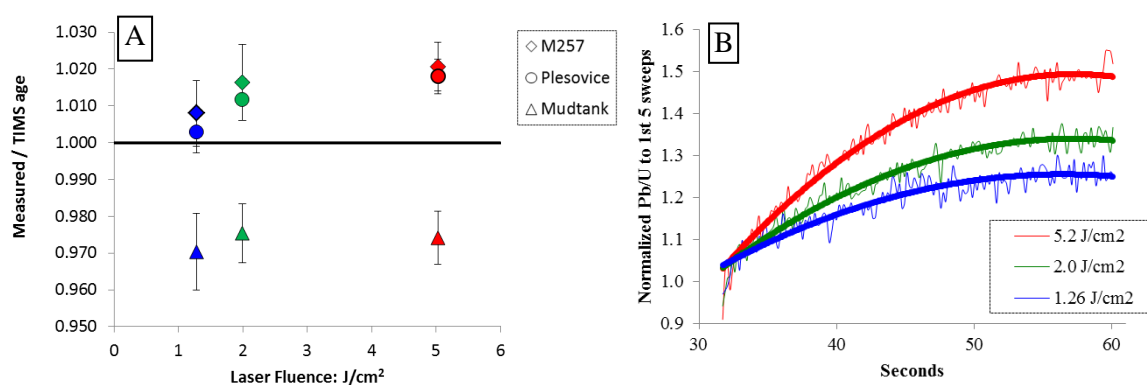 A
Measured / TIMS age
1.030
1.020
1.010
1.000
0.990
0.980
0.970
0.960
0.950
0
1
2
3
4
5
6
Laser Fluence: J/cm²
M257
Plesovice
Mudtank
B
Normalized Pb/U to 1st 5 sweeps
1.6
1.5
1.4
1.3
1.2
1.1
1.0
0.9
30
40
50
60
Seconds
5.2 J/cm2
2.0 J/cm2
1.26 J/cm2